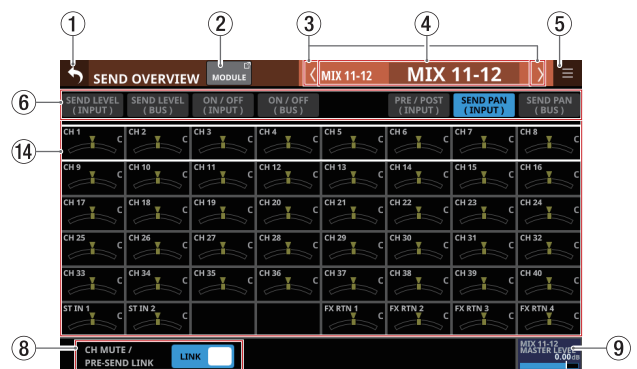 ① ② ③ ④ ⑤
SEND OVERVIEW MODULE MIX 11-12 MIX 11-12
⑥
SEND LEVEL (INPUT) SEND LEVEL (BUS) ON / OFF (INPUT) ON / OFF (BUS) PRE / POST (INPUT) SEND PAN (INPUT) SEND PAN (BUS)
⑭
CH 1 C CH 2 C CH 3 C CH 4 C CH 5 C CH 6 C CH 7 C CH 8 C
CH 9 C CH 10 C CH 11 C CH 12 C CH 13 C CH 14 C CH 15 C CH 16 C
CH 17 C CH 18 C CH 19 C CH 20 C CH 21 C CH 22 C CH 23 C CH 24 C
CH 25 C CH 26 C CH 27 C CH 28 C CH 29 C CH 30 C CH 31 C CH 32 C
CH 33 C CH 34 C CH 35 C CH 36 C CH 37 C CH 38 C CH 39 C CH 40 C
ST IN 1 C ST IN 2 C FX RTN 1 C FX RTN 2 C FX RTN 3 C FX RTN 4 C
⑧
CH MUTE /
PRE-SEND LINK
LINK
MIX 11-12
MASTER LEVEL
0.00dB
⑨